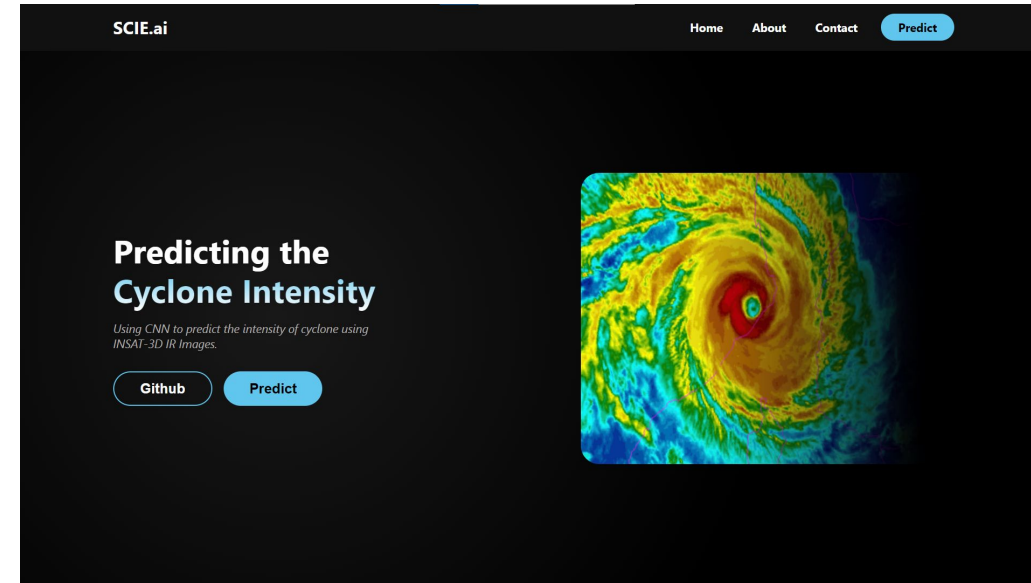 SCIE.ai
Home About Contact Predict
Predicting the
Cyclone Intensity
Using CNN to predict the intensity of cyclone using
INSAT-3D IR Images.
Github Predict